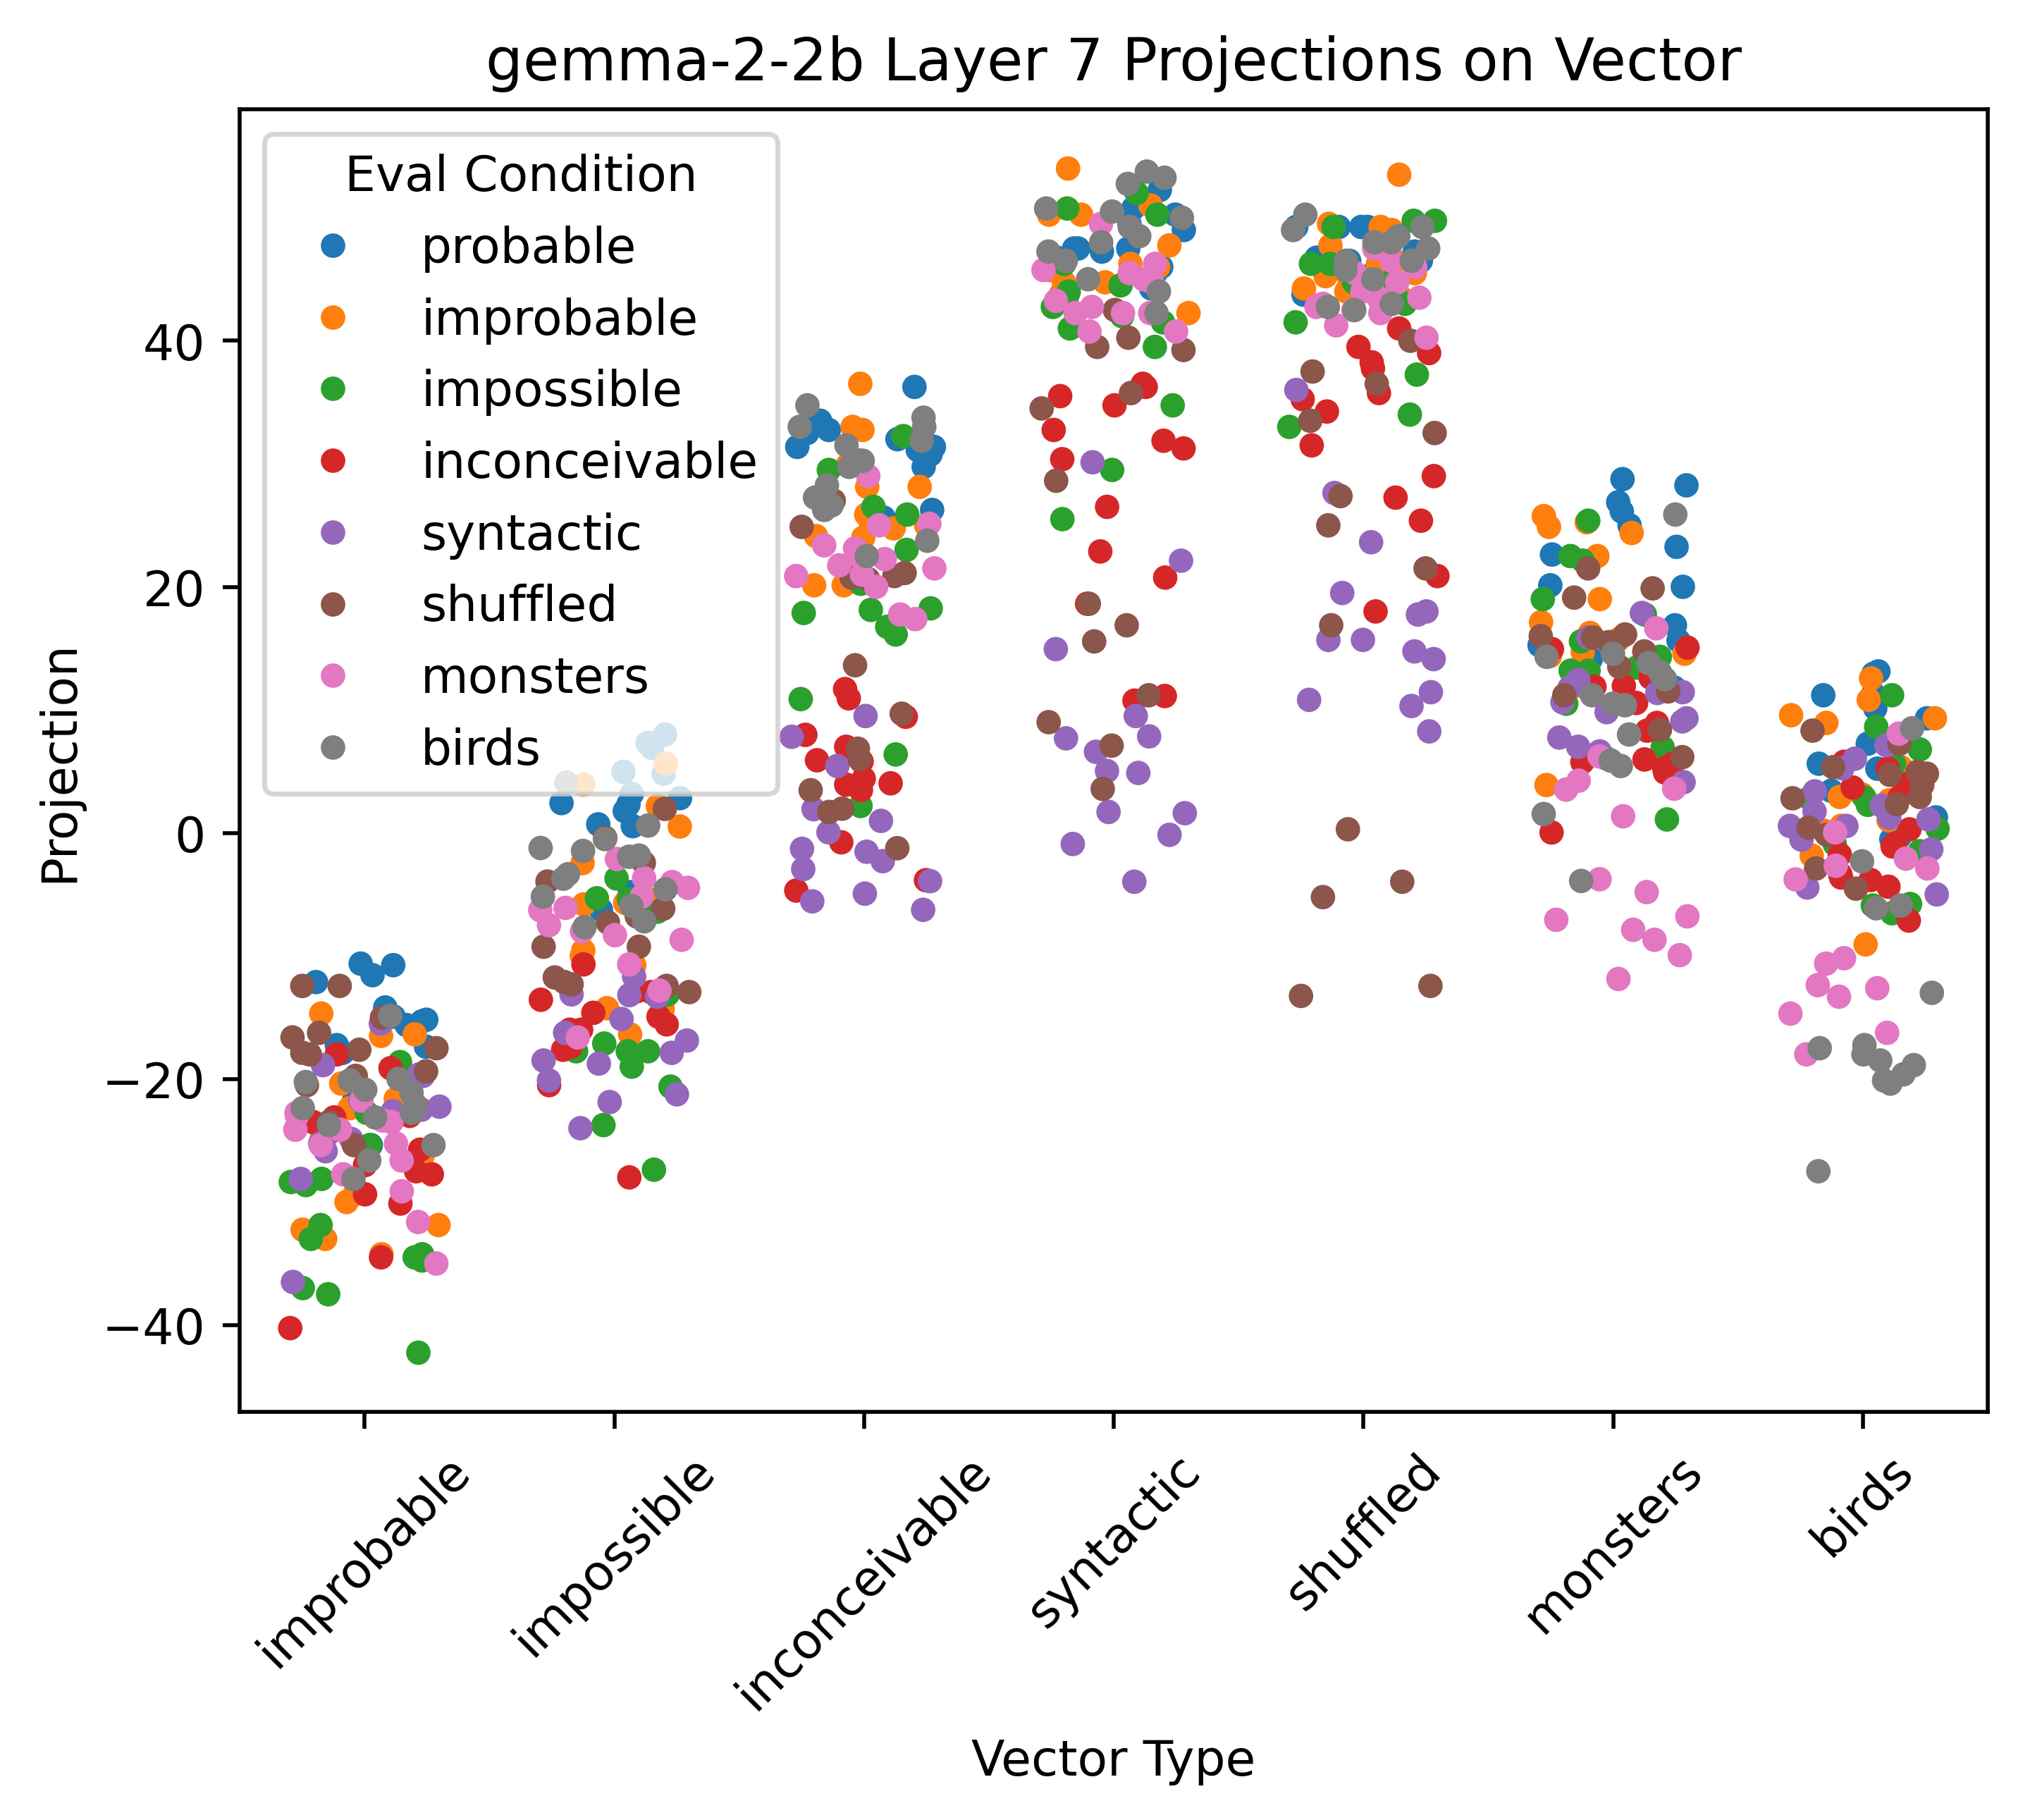 gemma-2-2b Layer 7 Projections on Vector
Eval Condition
probable
improbable
impossible
inconceivable
syntactic
shuffled
monsters
birds
Projection
40
20
0
−20
−40
improbable
impossible
inconceivable
syntactic
shuffled
monsters
birds
Vector Type